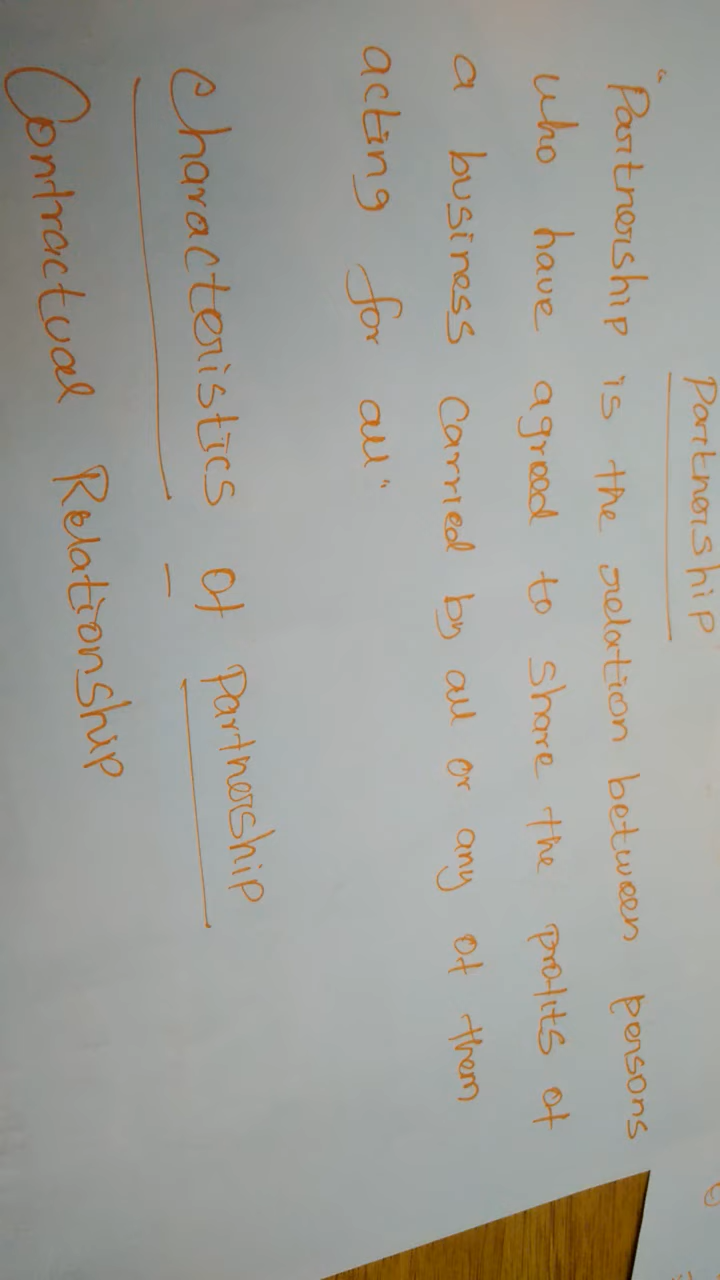 Partnership
"Partnership is the relation between persons
who have agreed to share the profits of
a business carried by all or any of them
acting for all"
Characteristics of Partnership
Contractual Relationship